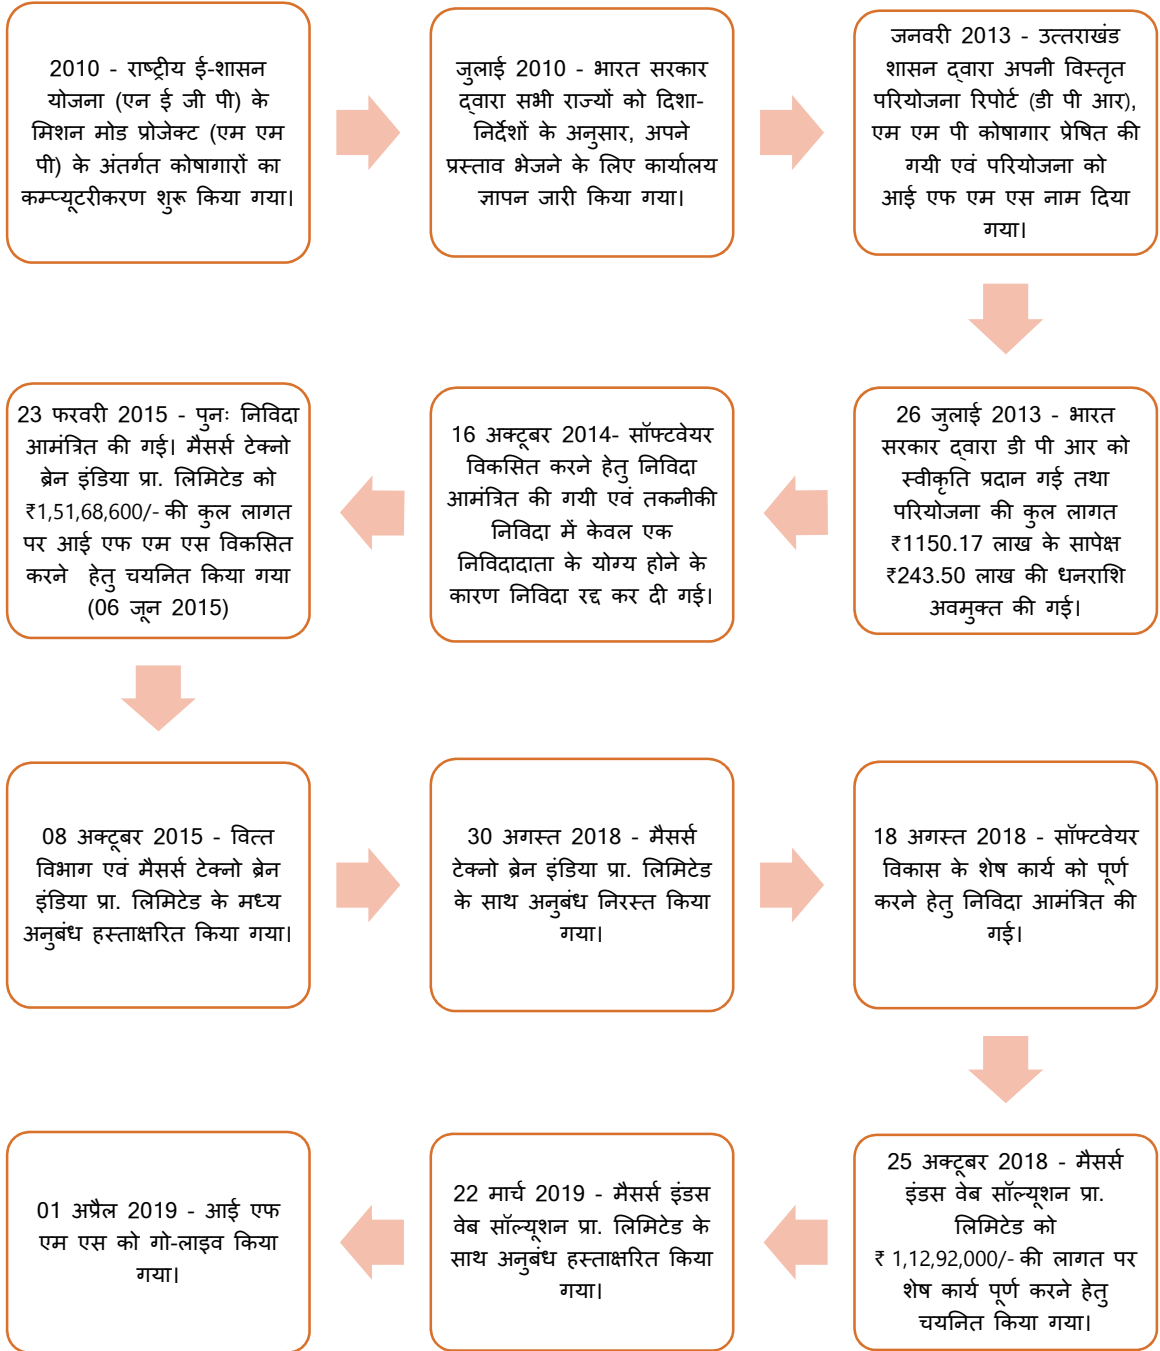 2010 - राष्ट्रीय ई-शासन
योजना (एन ई जी पी) के
मिशन मोड प्रोजेक्ट (एम एम
पी) के अंतर्गत कोषागारों का
कम्प्यूटरीकरण शुरू किया गया।
जुलाई 2010 - भारत सरकार
द्वारा सभी राज्यों को दिशा-
निर्देशों के अनुसार, अपने
प्रस्ताव भेजने के लिए कार्यालय
ज्ञापन जारी किया गया।
जनवरी 2013 - उत्तराखंड
शासन द्वारा अपनी विस्तृत
परियोजना रिपोर्ट (डी पी आर),
एम एम पी कोषागार प्रेषित की
गयी एवं परियोजना को
आई एफ एम एस नाम दिया
गया।
26 जुलाई 2013 - भारत
सरकार द्वारा डी पी आर को
स्वीकृति प्रदान गई तथा
परियोजना की कुल लागत
₹1150.17 लाख के सापेक्ष
₹243.50 लाख की धनराशि
अवमुक्त की गई।
16 अक्टूबर 2014- सॉफ्टवेयर
विकसित करने हेतु निविदा
आमंत्रित की गयी एवं तकनीकी
निविदा में केवल एक
निविदादाता के योग्य होने के
कारण निविदा रद्द कर दी गई।
23 फरवरी 2015 - पुनः निविदा
आमंत्रित की गई। मैसर्स टेक्नो
ब्रेन इंडिया प्रा. लिमिटेड को
₹1,51,68,600/- की कुल लागत
पर आई एफ एम एस विकसित
करने हेतु चयनित किया गया
(06 जून 2015)
08 अक्टूबर 2015 - वित्त
विभाग एवं मैसर्स टेक्नो ब्रेन
इंडिया प्रा. लिमिटेड के मध्य
अनुबंध हस्ताक्षरित किया गया।
30 अगस्त 2018 - मैसर्स
टेक्नो ब्रेन इंडिया प्रा. लिमिटेड
के साथ अनुबंध निरस्त किया
गया।
18 अगस्त 2018 - सॉफ्टवेयर
विकास के शेष कार्य को पूर्ण
करने हेतु निविदा आमंत्रित की
गई।
25 अक्टूबर 2018 - मैसर्स
इंडस वेब सॉल्यूशन प्रा.
लिमिटेड को
₹ 1,12,92,000/- की लागत पर
शेष कार्य पूर्ण करने हेतु
चयनित किया गया।
22 मार्च 2019 - मैसर्स इंडस
वेब सॉल्यूशन प्रा. लिमिटेड के
साथ अनुबंध हस्ताक्षरित किया
गया।
01 अप्रैल 2019 - आई एफ
एम एस को गो-लाइव किया
गया।